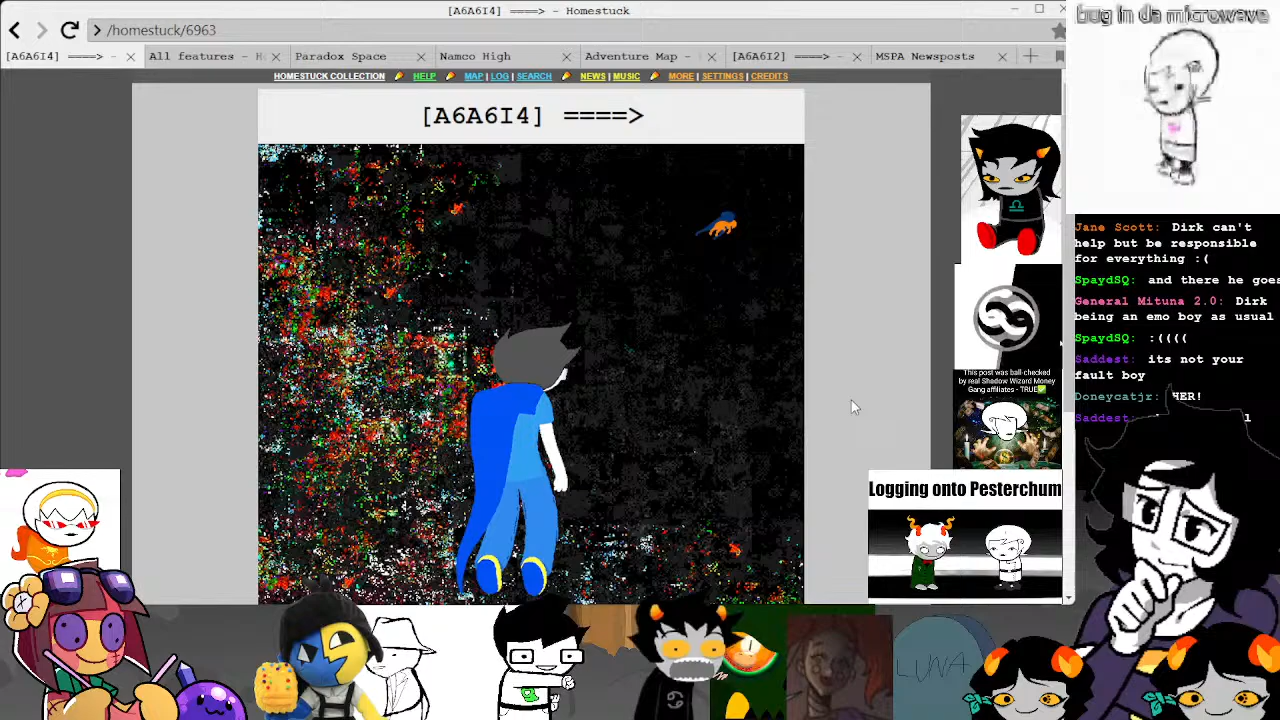 [A6A6I4] ====> - Homestuck
/homestuck/6963
[A6A6I4] ====> -
All features - H
Paradox Space
Namco High
Adventure Map -
[A6A6I2] ====> -
MSPA Newsposts
HOMESTUCK COLLECTION HELP MAP | LOG | SEARCH NEWS | MUSIC MORE | SETTINGS | CREDITS
[A6A6I4] ====>
bug in da microwave
Jane Scott: Dirk can't
help but be responsible
for everything :(
SpaydSQ: and there he goes
General Mituna 2.0: Dirk
being an emo boy as usual
SpaydSQ: :((((
Saddest: its not your
fault boy
Doneycatjr: HER!
Saddest:
This post was ball-checked
by real Shadow Wizard Money
Gang affiliates - TRUE✅
Logging onto Pesterchum
LUNA